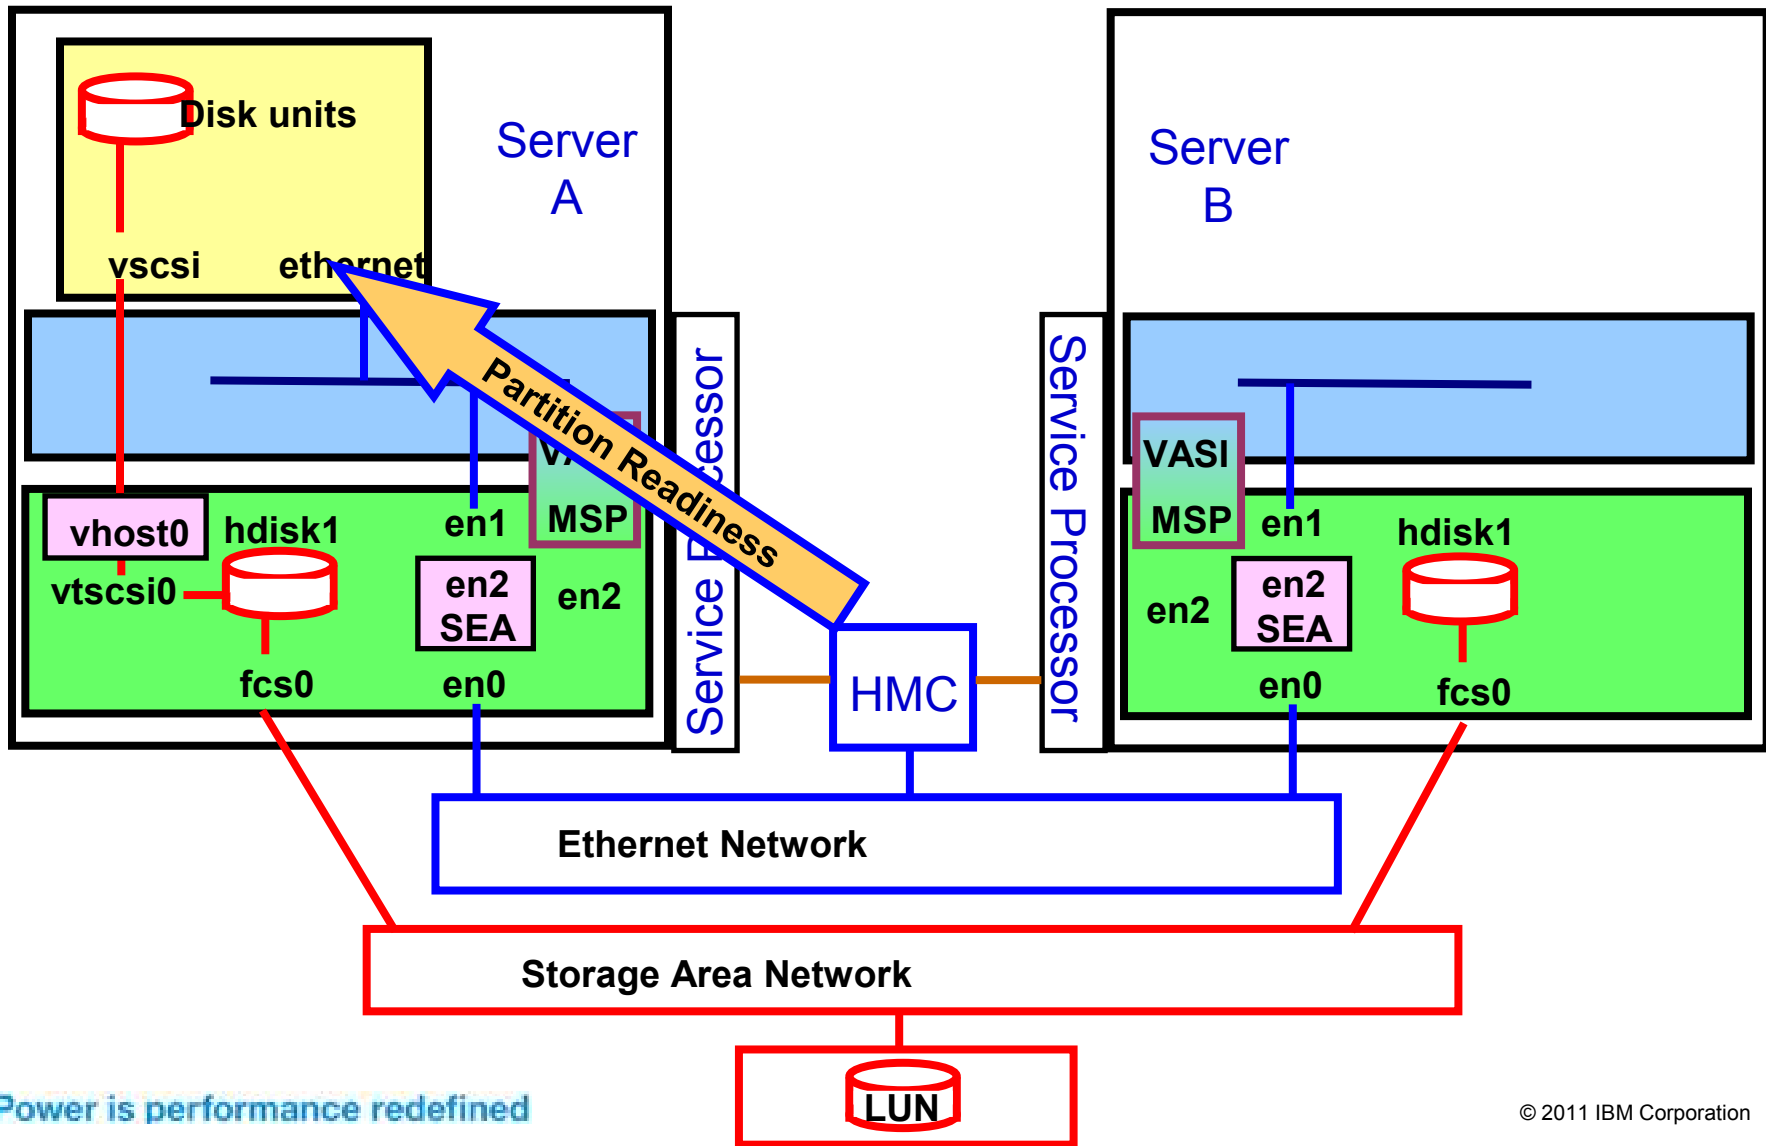 Disk units
Server
A
vscsi
ethernet
Partition Readiness
MSP
vhost0
hdisk1
en1
vtscsi0
en2
SEA
en2
fcs0
en0
Service Processor
HMC
Service Processor
Server
B
VASI
MSP
en1
hdisk1
en2
en2
SEA
en0
fcs0
Ethernet Network
Storage Area Network
LUN
Power is performance redefined
© 2011 IBM Corporation